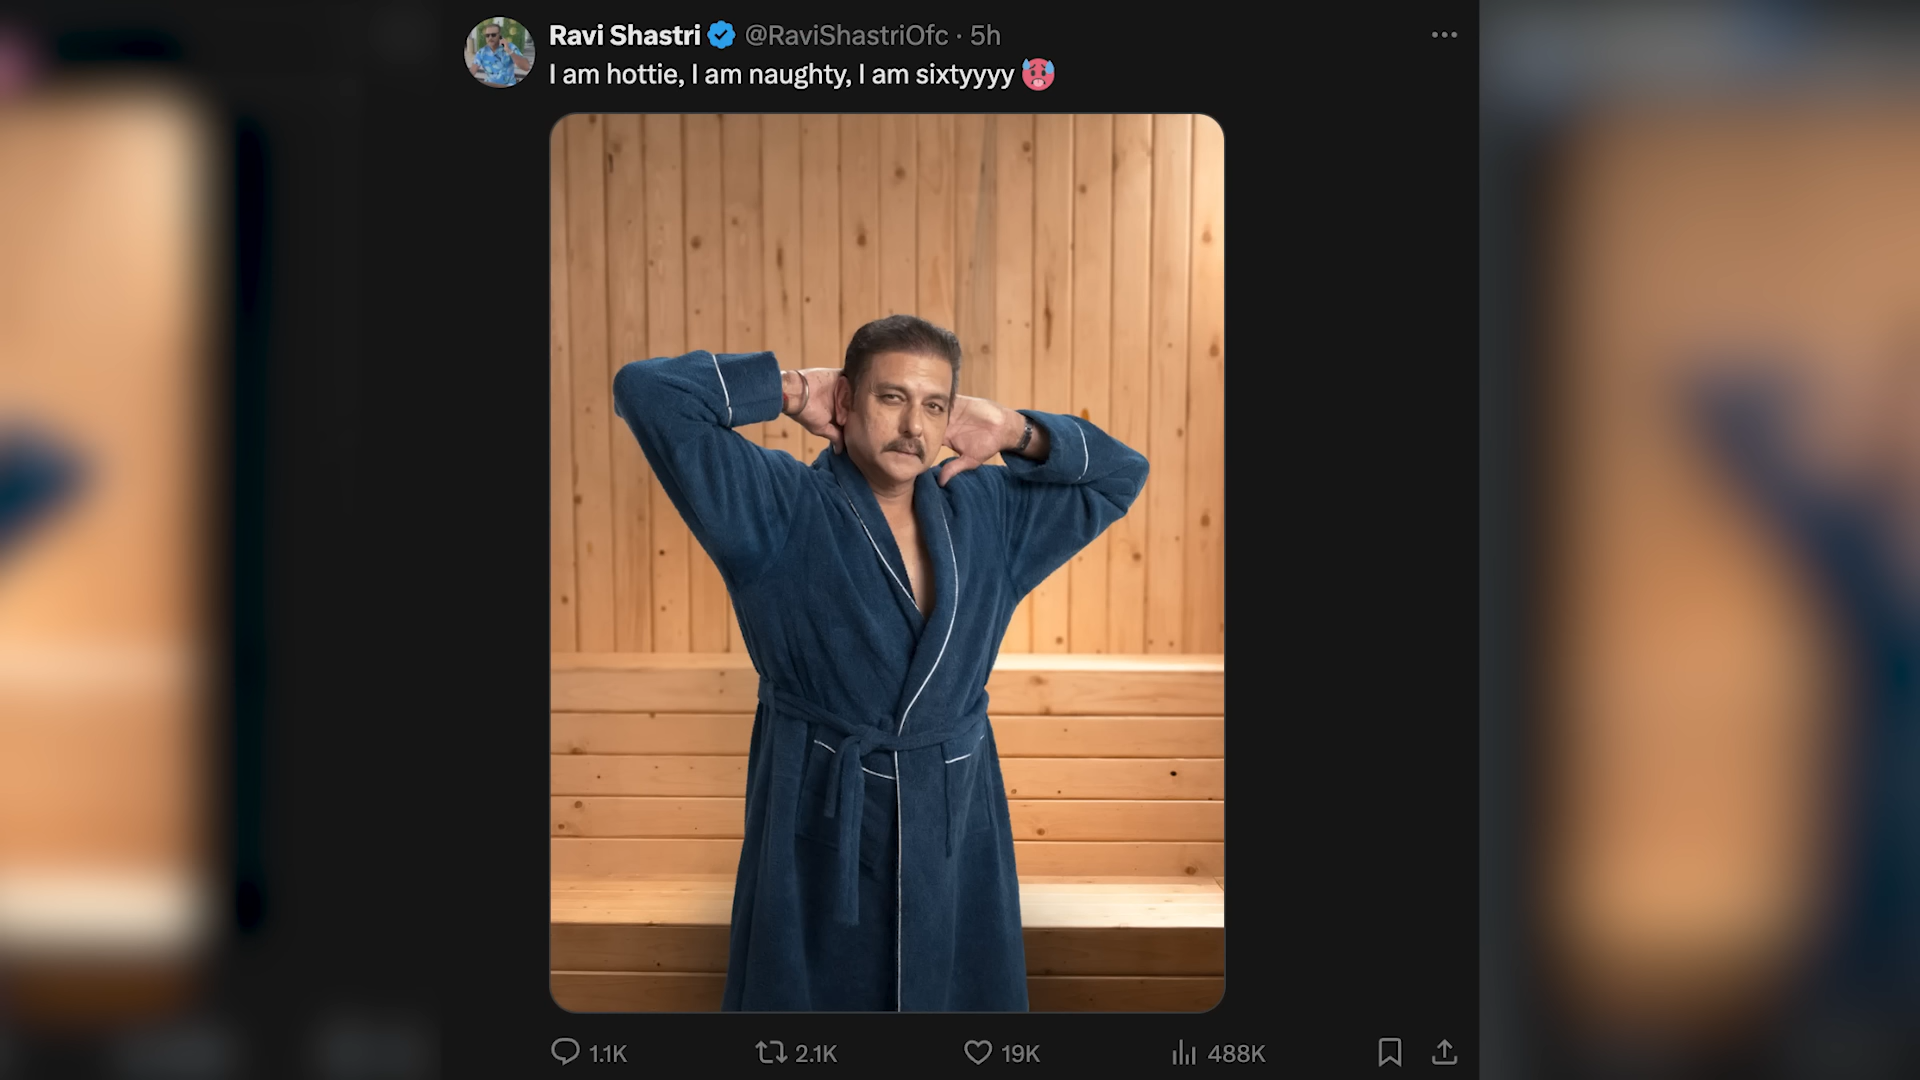 Ravi Shastri @RaviShastriOfc · 5h
I am hottie, I am naughty, I am sixtyyyy 🥵
1.1K 2.1K 19K 488K